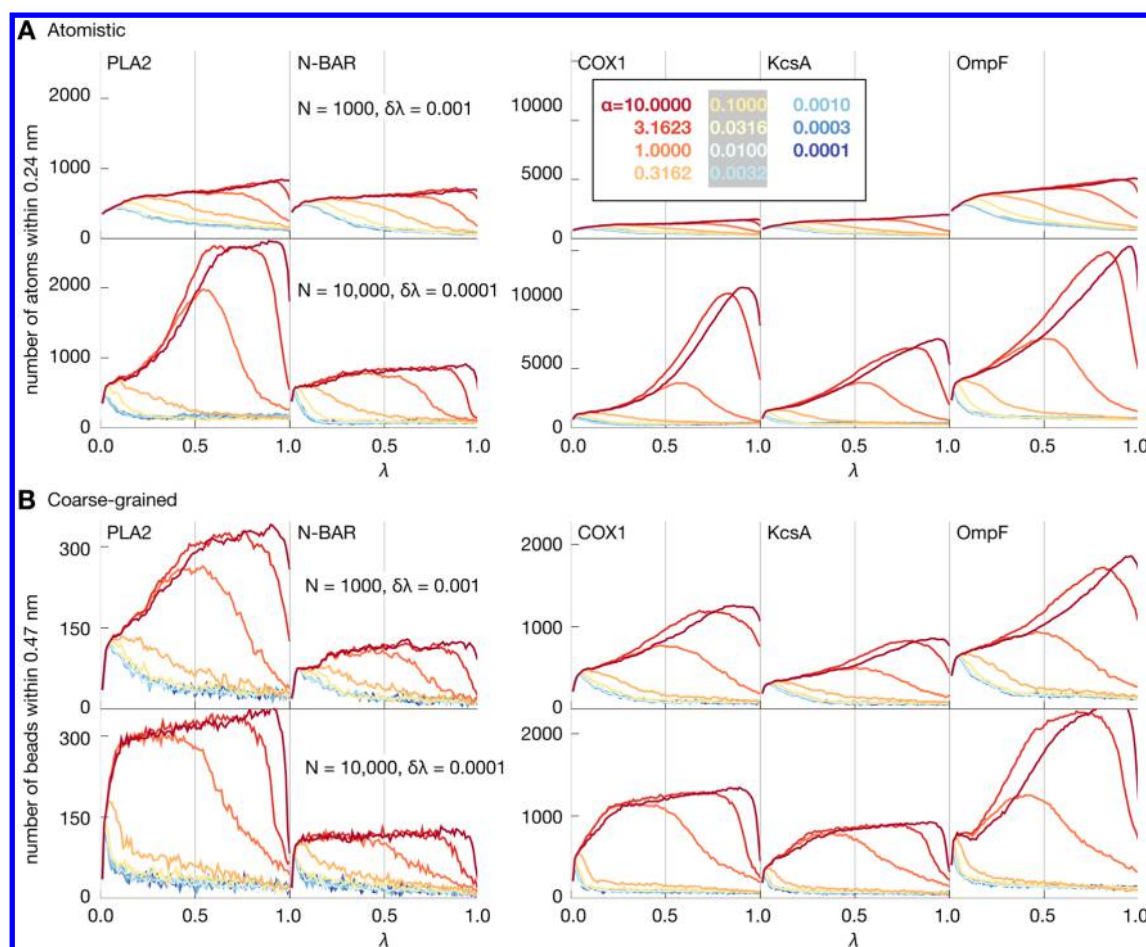 A Atomistic
PLA2 N-BAR COX1 KcsA OmpF
N = 1000, δλ = 0.001
α=10.0000 0.1000 0.0010
3.1623 0.0316 0.0003
1.0000 0.0100 0.0001
0.3162 0.0032
number of atoms within 0.24 nm
2000 10000
1000 5000
0 0
N = 10,000, δλ = 0.0001
2000 10000
1000 5000
0 0
0.0 0.5 1.0 0.5 1.0 0.0 0.5 1.0 0.5 1.0 0.5 1.0
λ λ
B Coarse-grained
PLA2 N-BAR COX1 KcsA OmpF
N = 1000, δλ = 0.001
number of beads within 0.47 nm
300 2000
150 1000
0 0
N = 10,000, δλ = 0.0001
300 2000
150 1000
0 0
0.0 0.5 1.0 0.5 1.0 0.0 0.5 1.0 0.5 1.0 0.5 1.0
λ λ